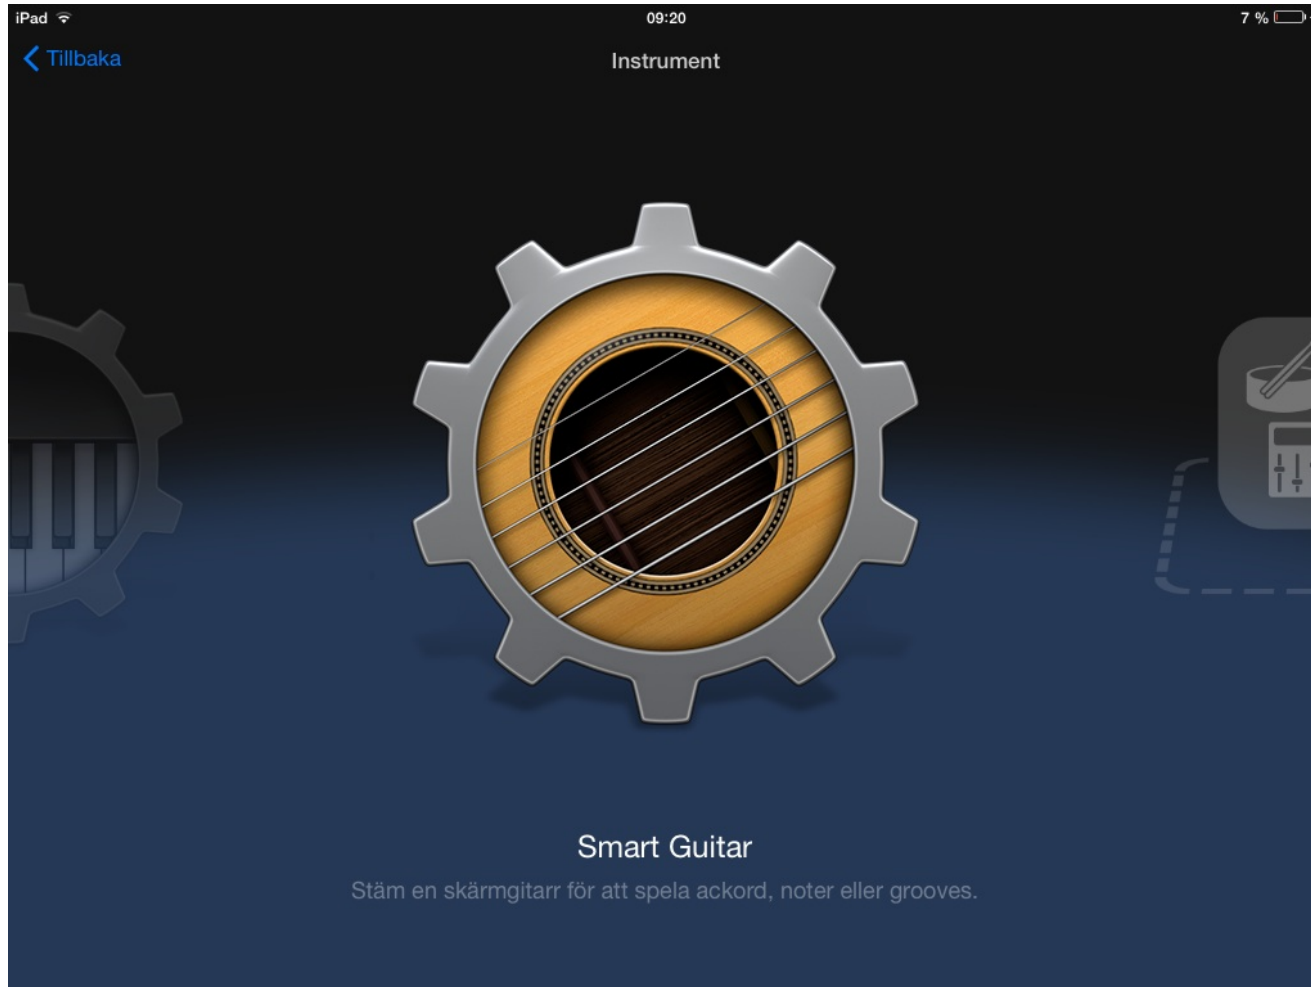 iPad
09:20
7 %
Tillbaka
Instrument
Smart Guitar
Stäm en skärmgitarr för att spela ackord, noter eller grooves.